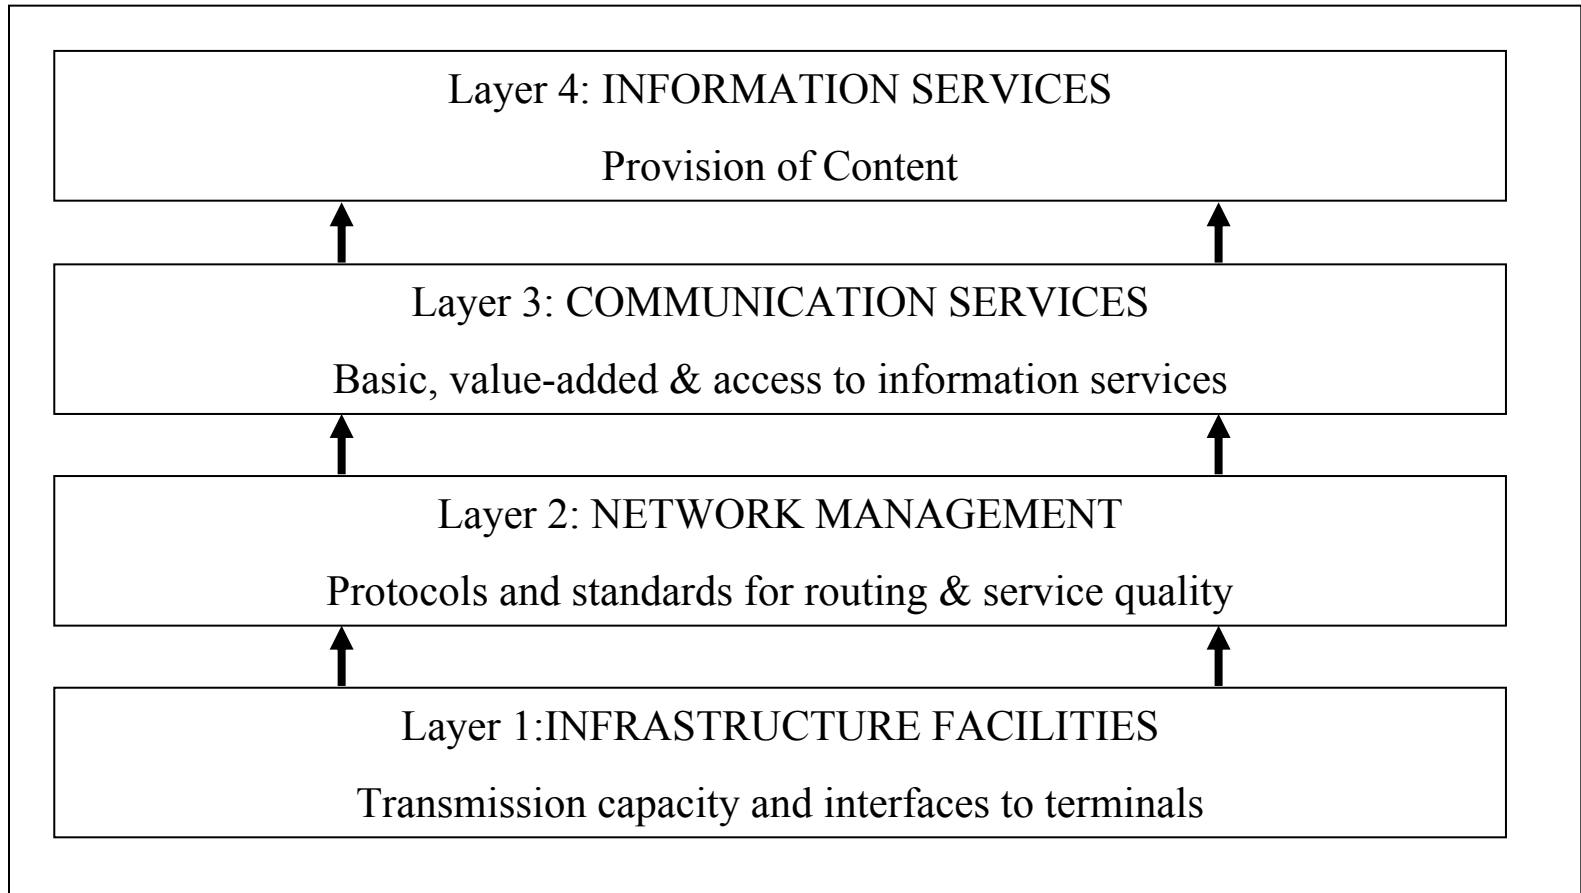 Layer 4: INFORMATION SERVICES
Provision of Content
Layer 3: COMMUNICATION SERVICES
Basic, value-added & access to information services
Layer 2: NETWORK MANAGEMENT
Protocols and standards for routing & service quality
Layer 1:INFRASTRUCTURE FACILITIES
Transmission capacity and interfaces to terminals